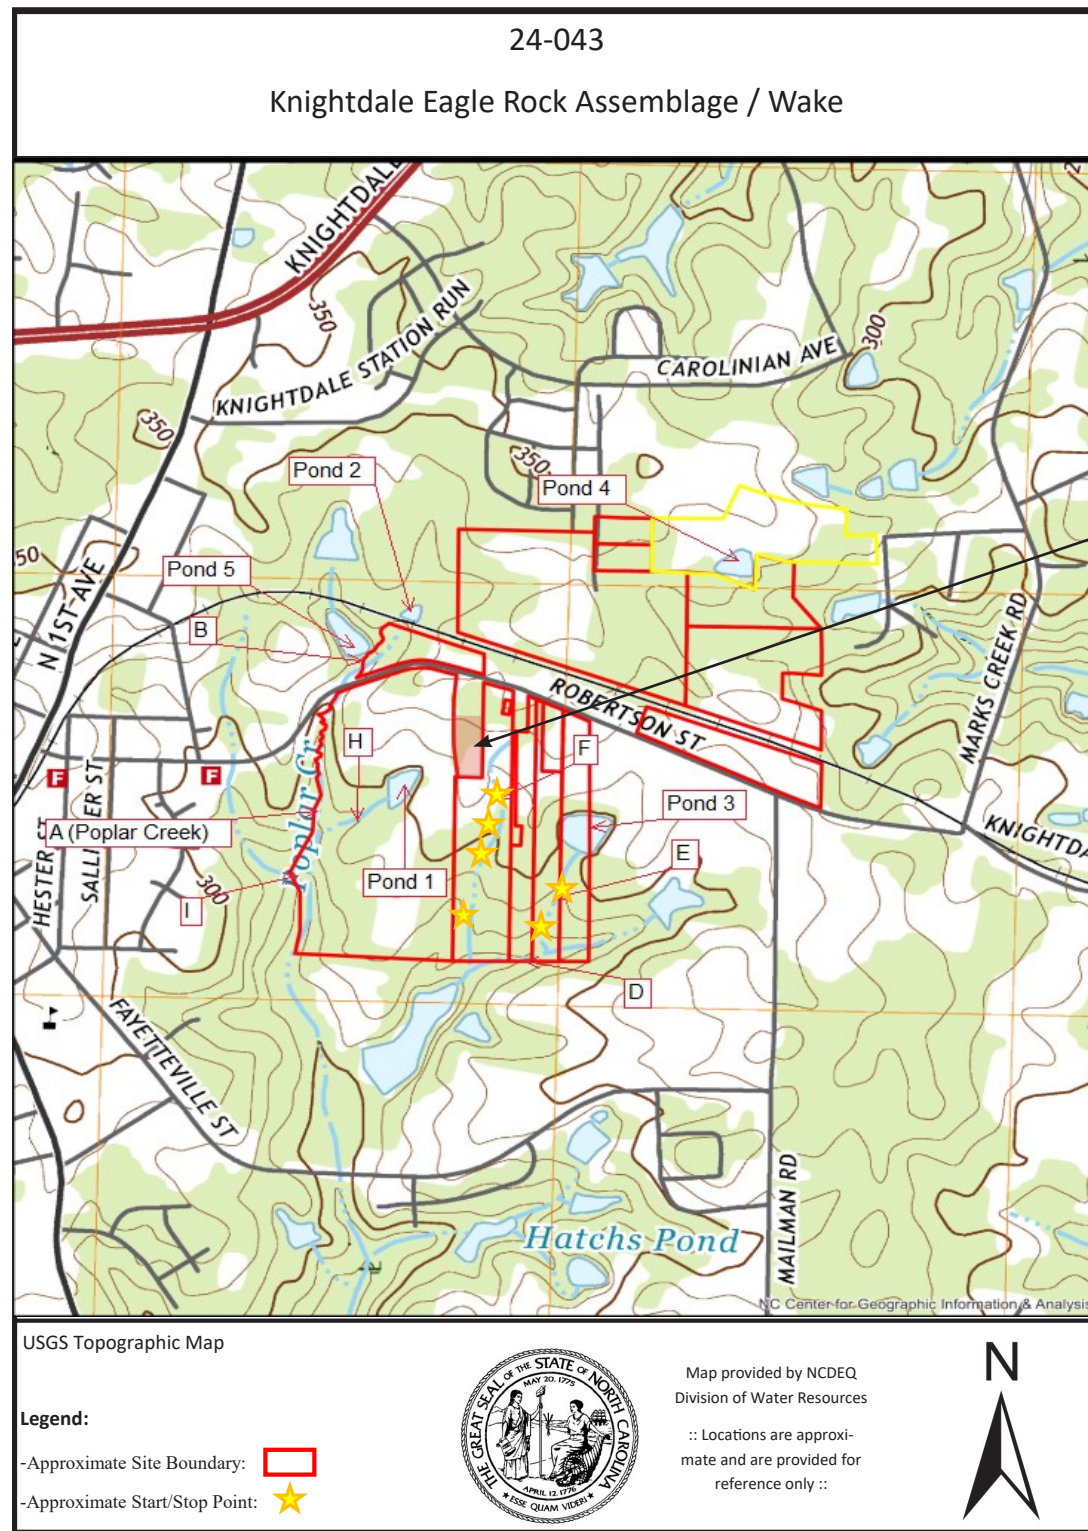 24-043
Knightdale Eagle Rock Assemblage / Wake
KNIGHTDALE
350
KNIGHTDALE STATION RUN
CAROLINIAN AVE
300
350
350
Pond 2
Pond 4
Pond 5
N 1ST AVE
B
MARKS CREEK RD
ROBERTSON ST
H
F
F
F
Pond 3
A (Poplar Creek)
Poplar Cr
KNIGHTDA
HESTER ST
SALLINGER ST
E
Pond 1
300
I
D
FAYETTEVILLE ST
MAILMAN RD
Hatchs Pond
NC Center for Geographic Information & Analysis
USGS Topographic Map
Legend:
-Approximate Site Boundary:
-Approximate Start/Stop Point:
THE GREAT SEAL OF THE STATE OF NORTH CAROLINA
MAY 20, 1775
APRIL 12, 1776
ESSE QUAM VIDERI
Map provided by NCDEQ
Division of Water Resources
:: Locations are approxi-
mate and are provided for
reference only ::
N